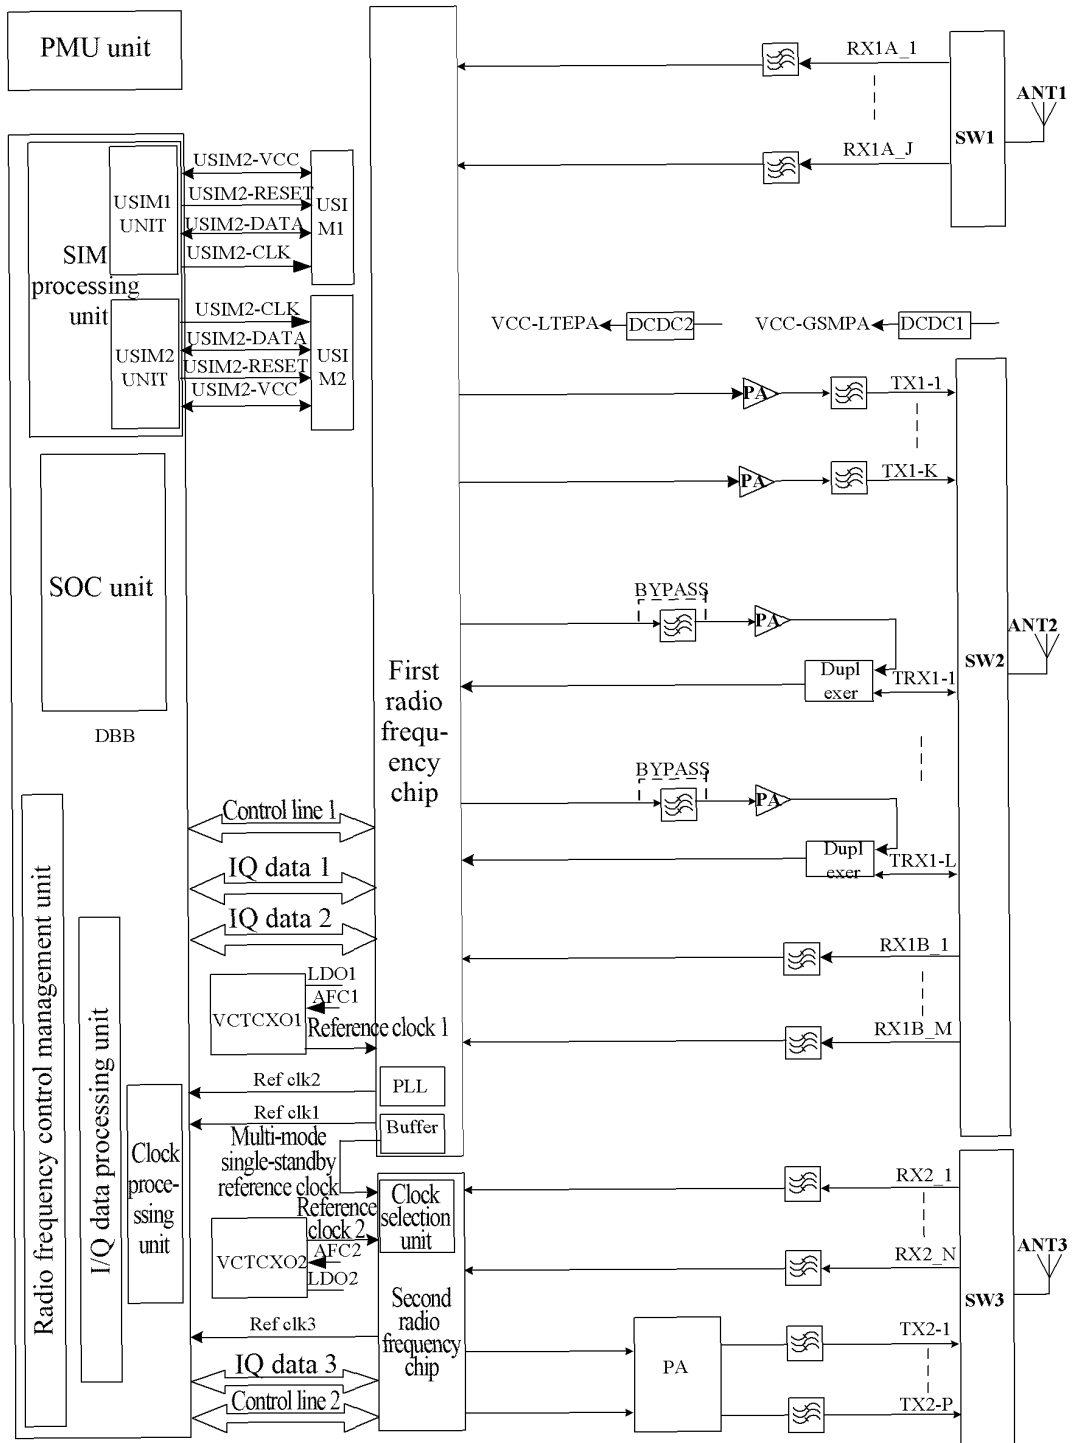 PMU unit
RX1A_1
ANT1
SW1
RX1A_J
USIM1
UNIT
USIM2-VCC
USIM2-RESET
USIM2-DATA
USIM2-CLK
USI
M1
SIM
processing
unit
USIM2
UNIT
USIM2-CLK
USIM2-DATA
USIM2-RESET
USIM2-VCC
USI
M2
VCC-LTEPA
DCDC2
VCC-GSMPA
DCDC1
PA
TX1-1
PA
TX1-K
SOC unit
DBB
First
radio
frequ-
ency
chip
BYPASS
PA
Dupl
exer
TRX1-1
ANT2
SW2
BYPASS
PA
Dupl
exer
TRX1-L
Control line 1
IQ data 1
IQ data 2
RX1B_1
RX1B_M
VCTCXO1
LDO1
AFC1
Reference clock 1
Ref clk2
PLL
Ref clk1
Buffer
Multi-mode
single-standby
reference clock
Radio frequency control management unit
I/Q data processing unit
Clock
proce-
ssing
unit
Clock
selection
unit
Reference
clock 2
VCTCXO2
AFC2
LDO2
RX2_1
RX2_N
ANT3
SW3
Second
radio
frequency
chip
Ref clk3
IQ data 3
Control line 2
PA
TX2-1
TX2-P